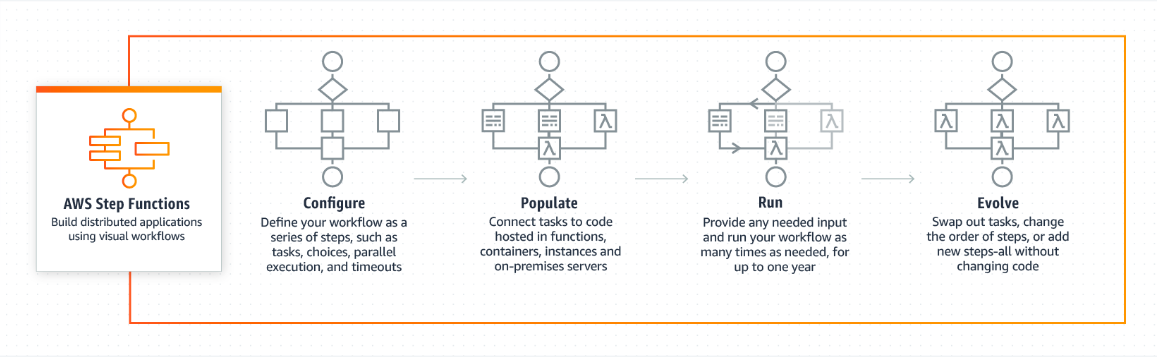 AWS Step Functions
Build distributed applications
using visual workflows
Configure
Define your workflow as a
series of steps, such as
tasks, choices, parallel
execution, and timeouts
Populate
Connect tasks to code
hosted in functions,
containers, instances and
on-premises servers
Run
Provide any needed input
and run your workflow as
many times as needed, for
up to one year
Evolve
Swap out tasks, change
the order of steps, or add
new steps-all without
changing code